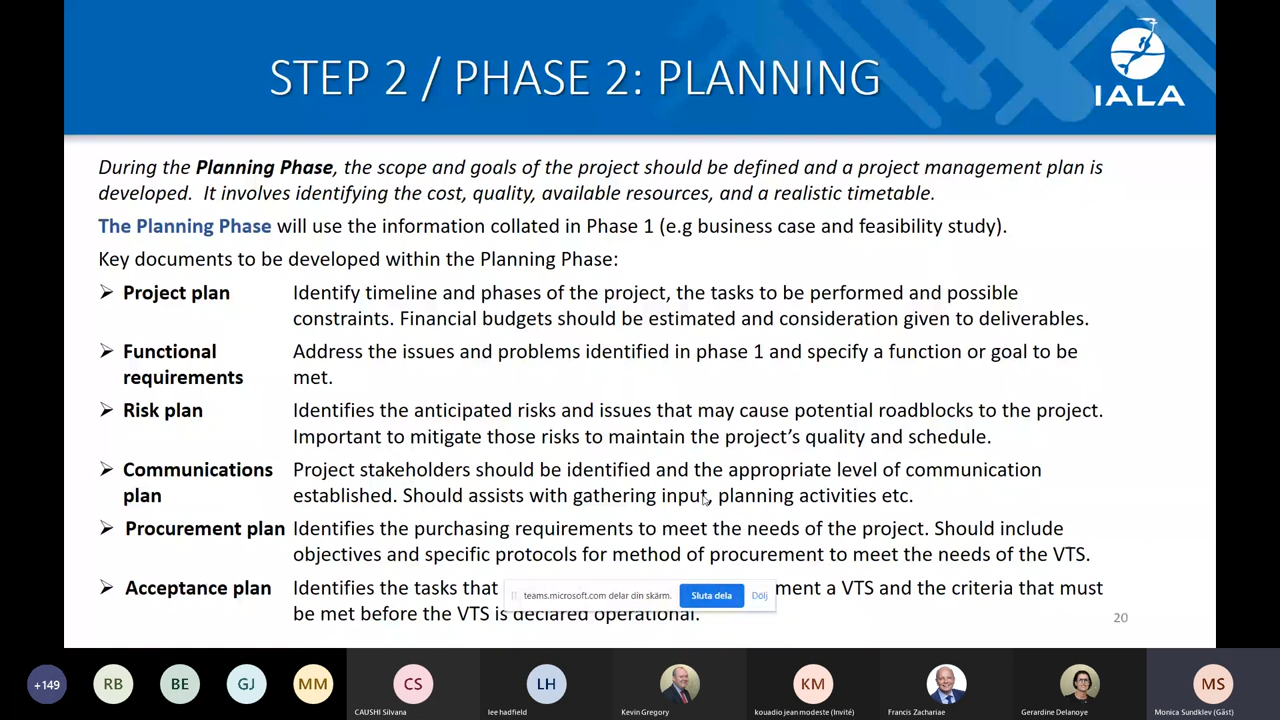 STEP 2 / PHASE 2: PLANNING
IALA
During the Planning Phase, the scope and goals of the project should be defined and a project management plan is
developed. It involves identifying the cost, quality, available resources, and a realistic timetable.
The Planning Phase will use the information collated in Phase 1 (e.g business case and feasibility study).
Key documents to be developed within the Planning Phase:
➢ Project plan Identify timeline and phases of the project, the tasks to be performed and possible
constraints. Financial budgets should be estimated and consideration given to deliverables.
➢ Functional Address the issues and problems identified in phase 1 and specify a function or goal to be
requirements met.
➢ Risk plan Identifies the anticipated risks and issues that may cause potential roadblocks to the project.
Important to mitigate those risks to maintain the project's quality and schedule.
➢ Communications Project stakeholders should be identified and the appropriate level of communication
plan established. Should assists with gathering input, planning activities etc.
➢ Procurement plan Identifies the purchasing requirements to meet the needs of the project. Should include
objectives and specific protocols for method of procurement to meet the needs of the VTS.
➢ Acceptance plan Identifies the tasks that ment a VTS and the criteria that must
teams.microsoft.com delar din skärm. Sluta dela Dölj
be met before the VTS is declared operational.
20
+149 RB BE GJ MM CS LH KM MS
CAUSHI Silvana lee hadfield Kevin Gregory kouadio jean modeste (Invité) Francis Zachariae Gerardine Delanoye Monica Sundklev (Gäst)